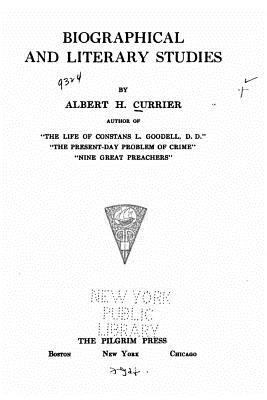 BIOGRAPHICAL
AND LITERARY STUDIES
9324
BY
ALBERT H. CURRIER
AUTHOR OF
"THE LIFE OF CONSTANS L. GOODELL, D. D."
"THE PRESENT-DAY PROBLEM OF CRIME"
"NINE GREAT PREACHERS"
NEW YORK
PUBLIC
LIBRARY
THE PILGRIM PRESS
BOSTON NEW YORK CHICAGO